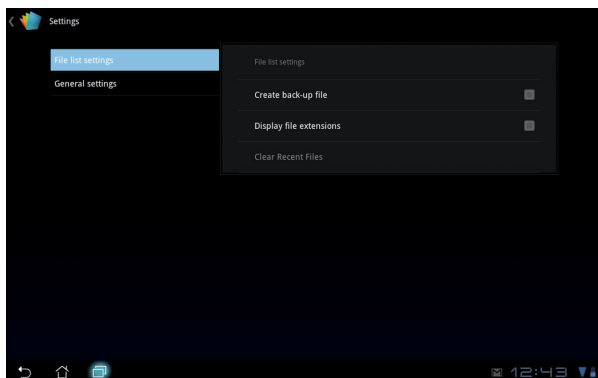 Settings
File list settings
General settings
File list settings
Create back-up file
Display file extensions
Clear Recent Files
12:43